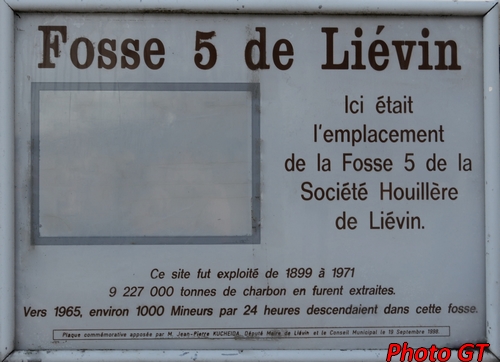 Fosse 5 de Liévin
Ici était
l'emplacement
de la Fosse 5 de la
Société Houillère
de Liévin.
Ce site fut exploité de 1899 à 1971
9 227 000 tonnes de charbon en furent extraites.
Vers 1965, environ 1000 Mineurs par 24 heures descendaient dans cette fosse.
Plaque commémorative apposée par M. Jean-Pierre KUCHEIDA, Député Maire de Liévin et le Conseil Municipal le 10 Septembre
Photo GT